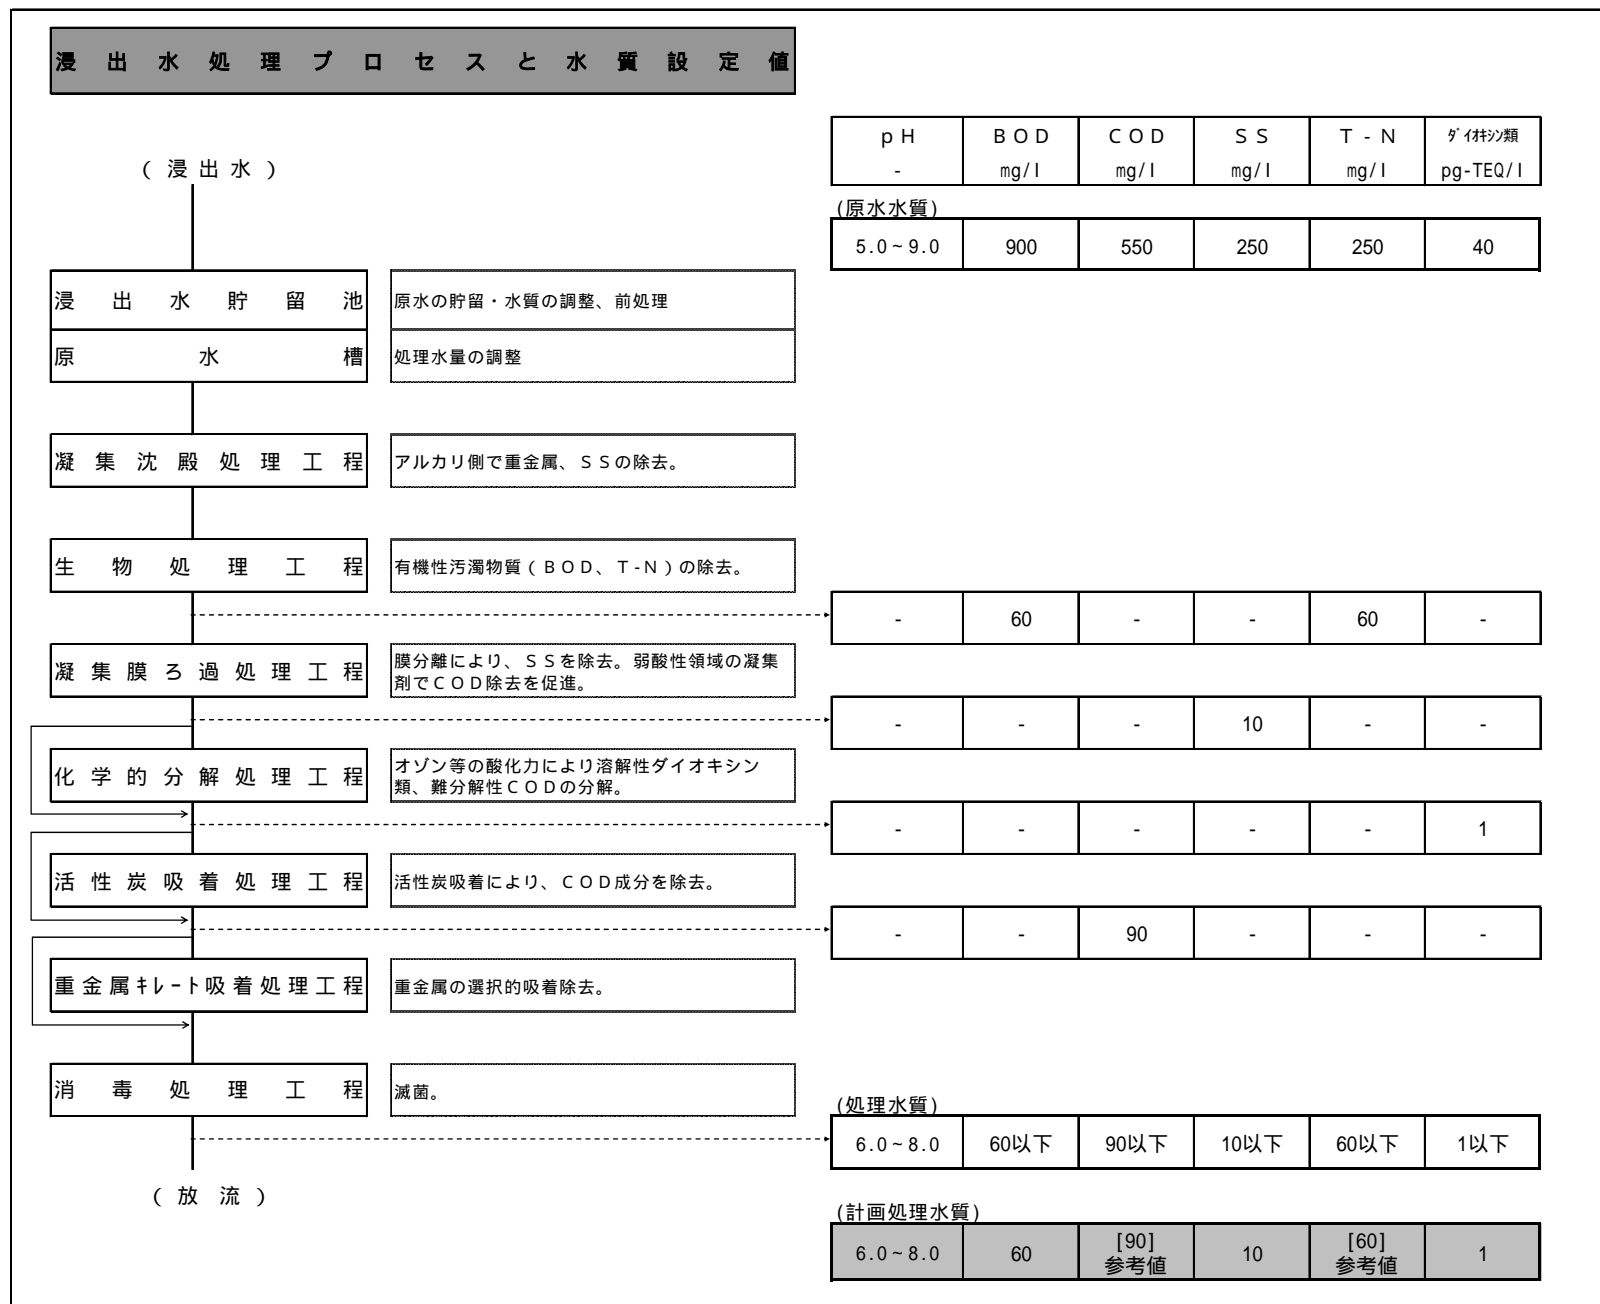 浸出水処理プロセスと水質設定値
pH BOD COD SS T-N ダイオキシン類
- mg/l mg/l mg/l mg/l pg-TEQ/l
(浸出水)
(原水水質)
5.0~9.0 900 550 250 250 40
浸出水貯留池 原水の貯留・水質の調整、前処理
原水槽 処理水量の調整
凝集沈殿処理工程 アルカリ側で重金属、SSの除去。
生物処理工程 有機性汚濁物質(BOD、T-N)の除去。
- 60 - - 60 -
凝集膜ろ過処理工程 膜分離により、SSを除去。弱酸性領域の凝集
剤でCOD除去を促進。
- - - 10 - -
化学的分解処理工程 オゾン等の酸化力により溶解性ダイオキシン
類、難分解性CODの分解。
- - - - - 1
活性炭吸着処理工程 活性炭吸着により、COD成分を除去。
- - 90 - - -
重金属キレート吸着処理工程 重金属の選択的吸着除去。
消毒処理工程 滅菌。
(処理水質)
6.0~8.0 60以下 90以下 10以下 60以下 1以下
(放流)
(計画処理水質)
6.0~8.0 60 [90] 10 [60] 1
参考値 参考値